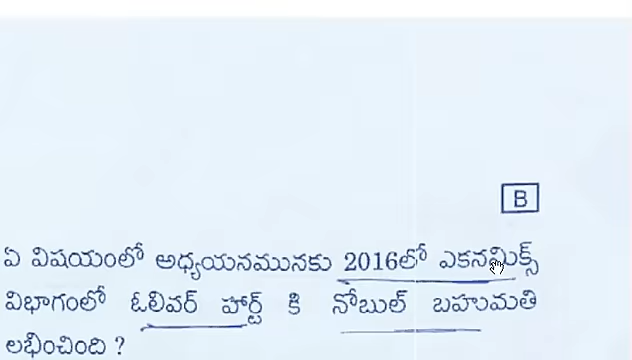 B
ఏ విషయంలో అధ్యయనమునకు 2016లో ఎకనమిక్స్
విభాగంలో ఓలివర్ హార్ట్ కి నోబుల్ బహుమతి
లభించింది ?